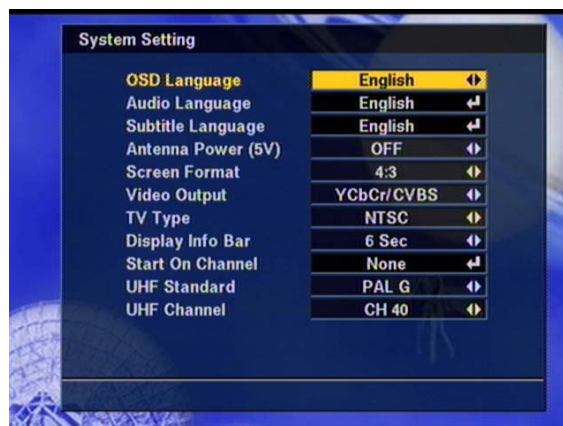 System Setting
OSD Language English
Audio Language English
Subtitle Language English
Antenna Power (5V) OFF
Screen Format 4:3
Video Output YCbCr/CVBS
TV Type NTSC
Display Info Bar 6 Sec
Start On Channel None
UHF Standard PAL G
UHF Channel CH 40